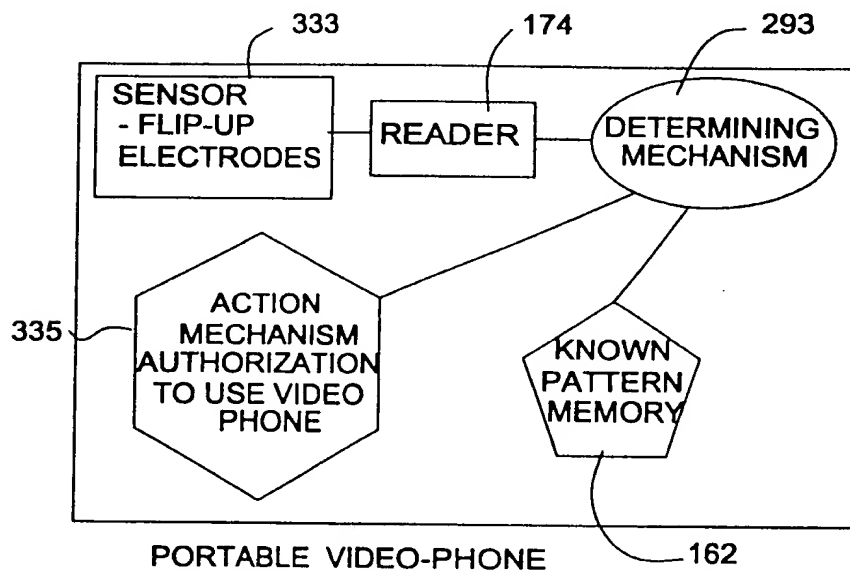 333
174
293
SENSOR
- FLIP-UP
ELECTRODES
READER
DETERMINING
MECHANISM
335
ACTION
MECHANISM
AUTHORIZATION
TO USE VIDEO
PHONE
KNOWN
PATTERN
MEMORY
PORTABLE VIDEO-PHONE
162